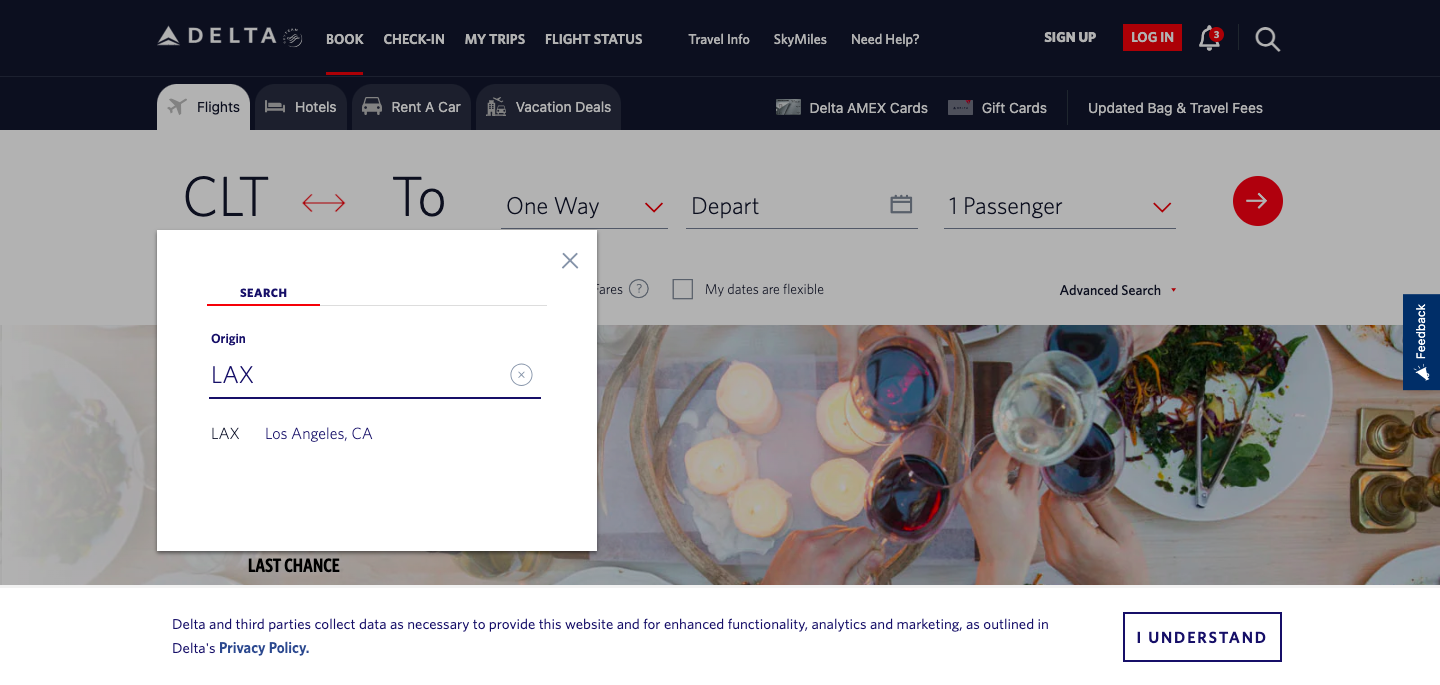 DELTA BOOK CHECK-IN MY TRIPS FLIGHT STATUS Travel Info SkyMiles Need Help? SIGN UP LOG IN 3
Flights Hotels Rent A Car Vacation Deals Delta AMEX Cards Gift Cards Updated Bag & Travel Fees
CLT To One Way Depart 1 Passenger
SEARCH
Fares ? My dates are flexible Advanced Search
Origin
LAX
LAX Los Angeles, CA
Feedback
LAST CHANCE
Delta and third parties collect data as necessary to provide this website and for enhanced functionality, analytics and marketing, as outlined in
Delta's Privacy Policy.
I UNDERSTAND